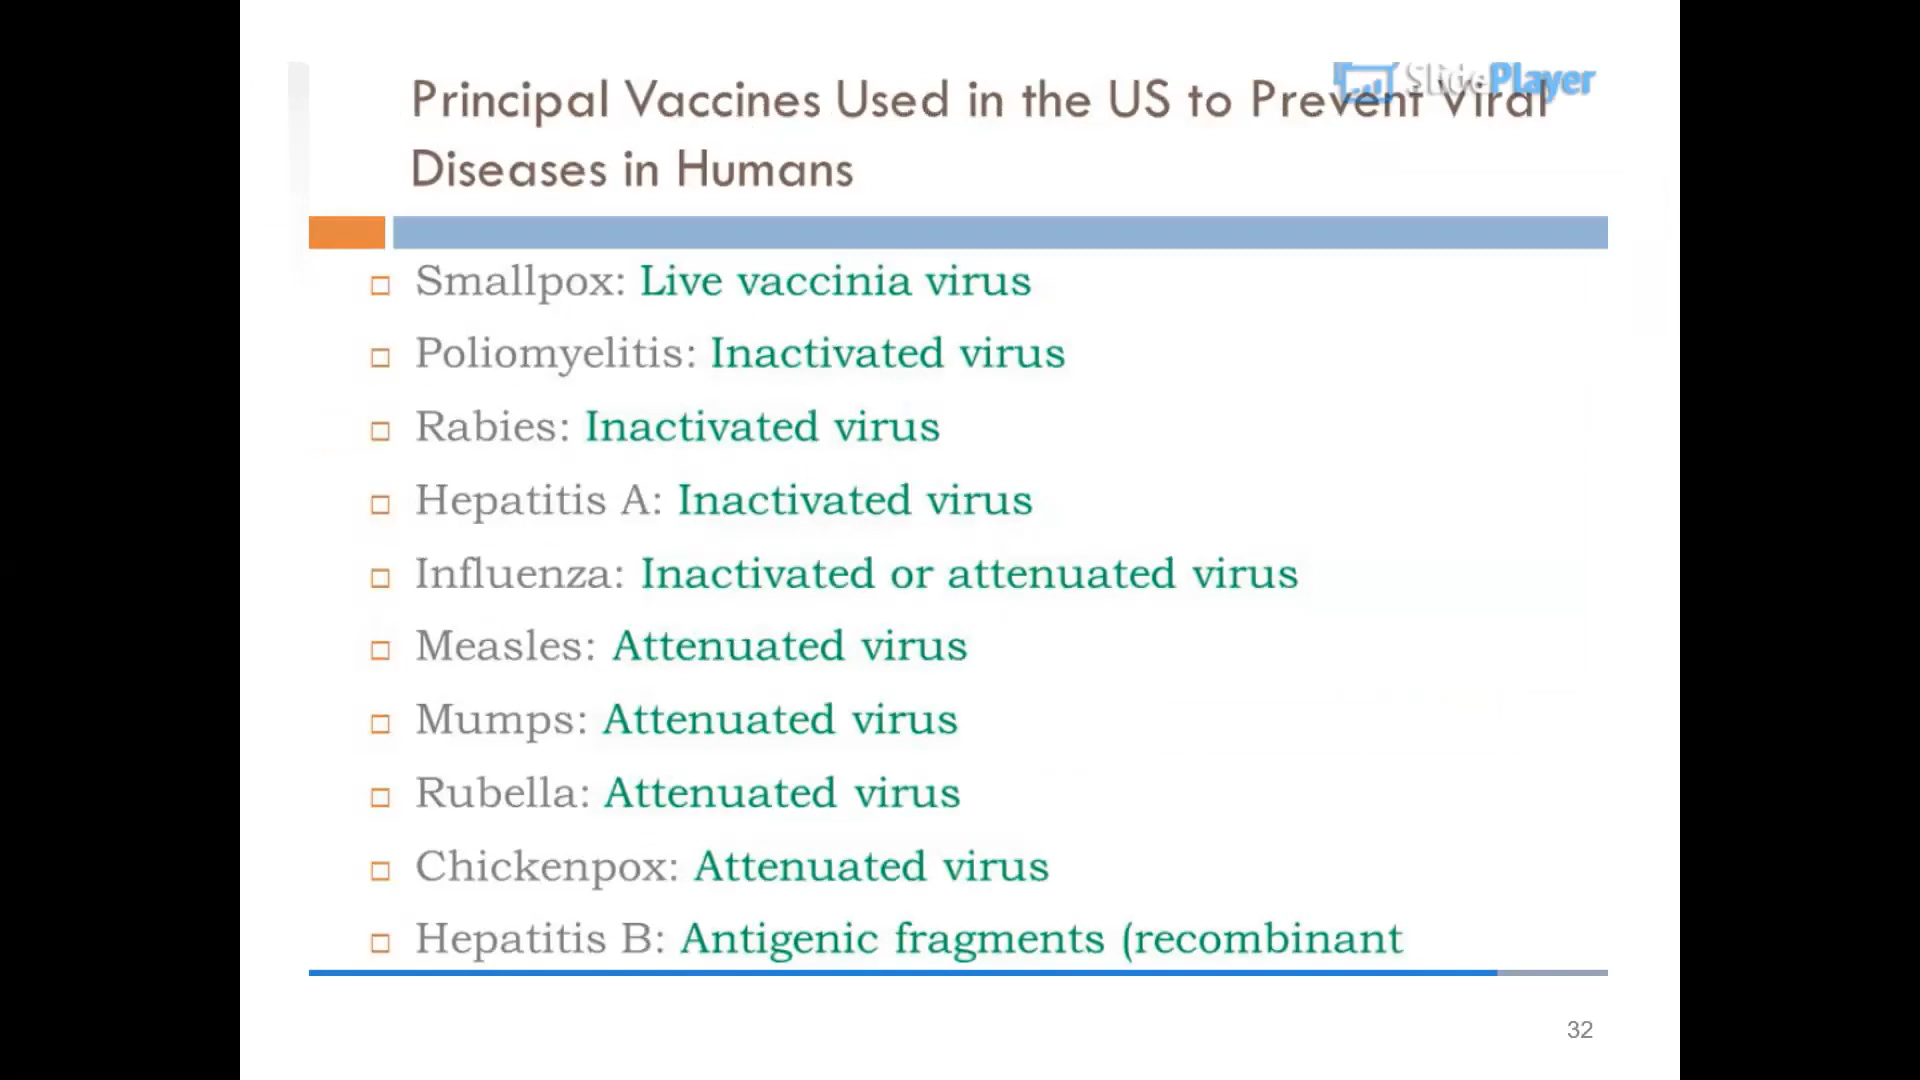 Principal Vaccines Used in the US to Prevent Viral
Diseases in Humans
SlidePlayer
Smallpox: Live vaccinia virus
Poliomyelitis: Inactivated virus
Rabies: Inactivated virus
Hepatitis A: Inactivated virus
Influenza: Inactivated or attenuated virus
Measles: Attenuated virus
Mumps: Attenuated virus
Rubella: Attenuated virus
Chickenpox: Attenuated virus
Hepatitis B: Antigenic fragments (recombinant
32